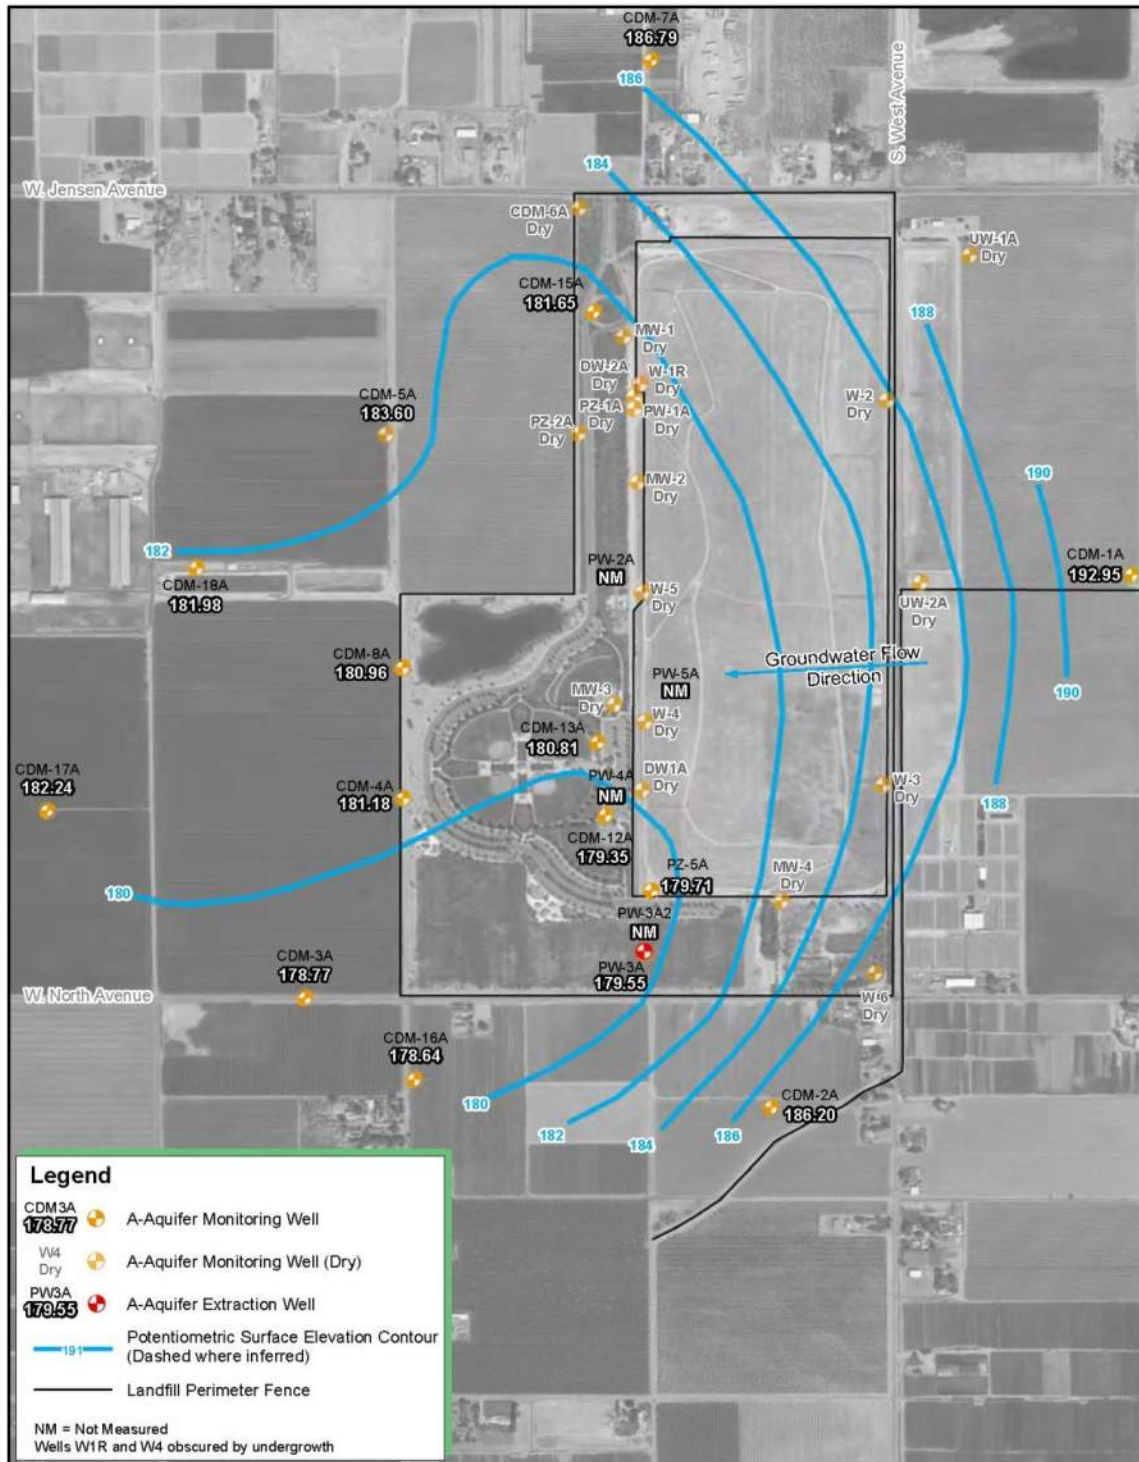 CDM-7A
186.79
186
S. West Avenue
184
W. Jensen Avenue
CDM-6A
Dry
UW-1A
Dry
CDM-15A
181.65
188
MW-1
Dry
DW-2A
Dry
W-1R
Dry
CDM-5A
183.60
PZ-1A
Dry
PW-1A
Dry
W-2
Dry
PZ-2A
Dry
MW-2
Dry
190
182
CDM-18A
181.98
PW-2A
NM
CDM-1A
192.95
W-5
Dry
UW-2A
Dry
CDM-8A
180.96
Groundwater Flow
Direction
PW-5A
NM
190
MW-3
Dry
W-4
Dry
CDM-13A
180.81
CDM-17A
182.24
CDM-4A
181.18
PW-4A
NM
DW1A
Dry
W-3
Dry
188
CDM-12A
179.35
PZ-5A
179.71
MW-4
Dry
180
PW-3A2
NM
CDM-3A
178.77
PW-3A
179.55
W. North Avenue
W-6
Dry
CDM-16A
178.64
CDM-2A
186.20
180
182
184
186
Legend
CDM3A
178.77
A-Aquifer Monitoring Well
W4
Dry
A-Aquifer Monitoring Well (Dry)
PW3A
179.55
A-Aquifer Extraction Well
191
Potentiometric Surface Elevation Contour
(Dashed where inferred)
Landfill Perimeter Fence
NM = Not Measured
Wells W1R and W4 obscured by undergrowth